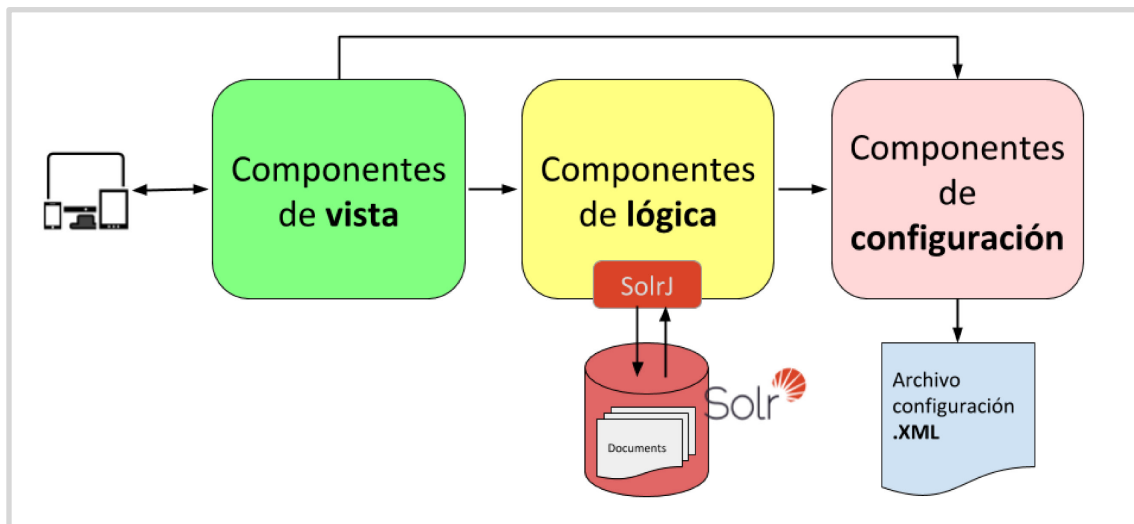 Componentes
de vista
Componentes
de lógica
Componentes
de
configuración
SolrJ
Solr
Documents
Archivo
configuración
.XML